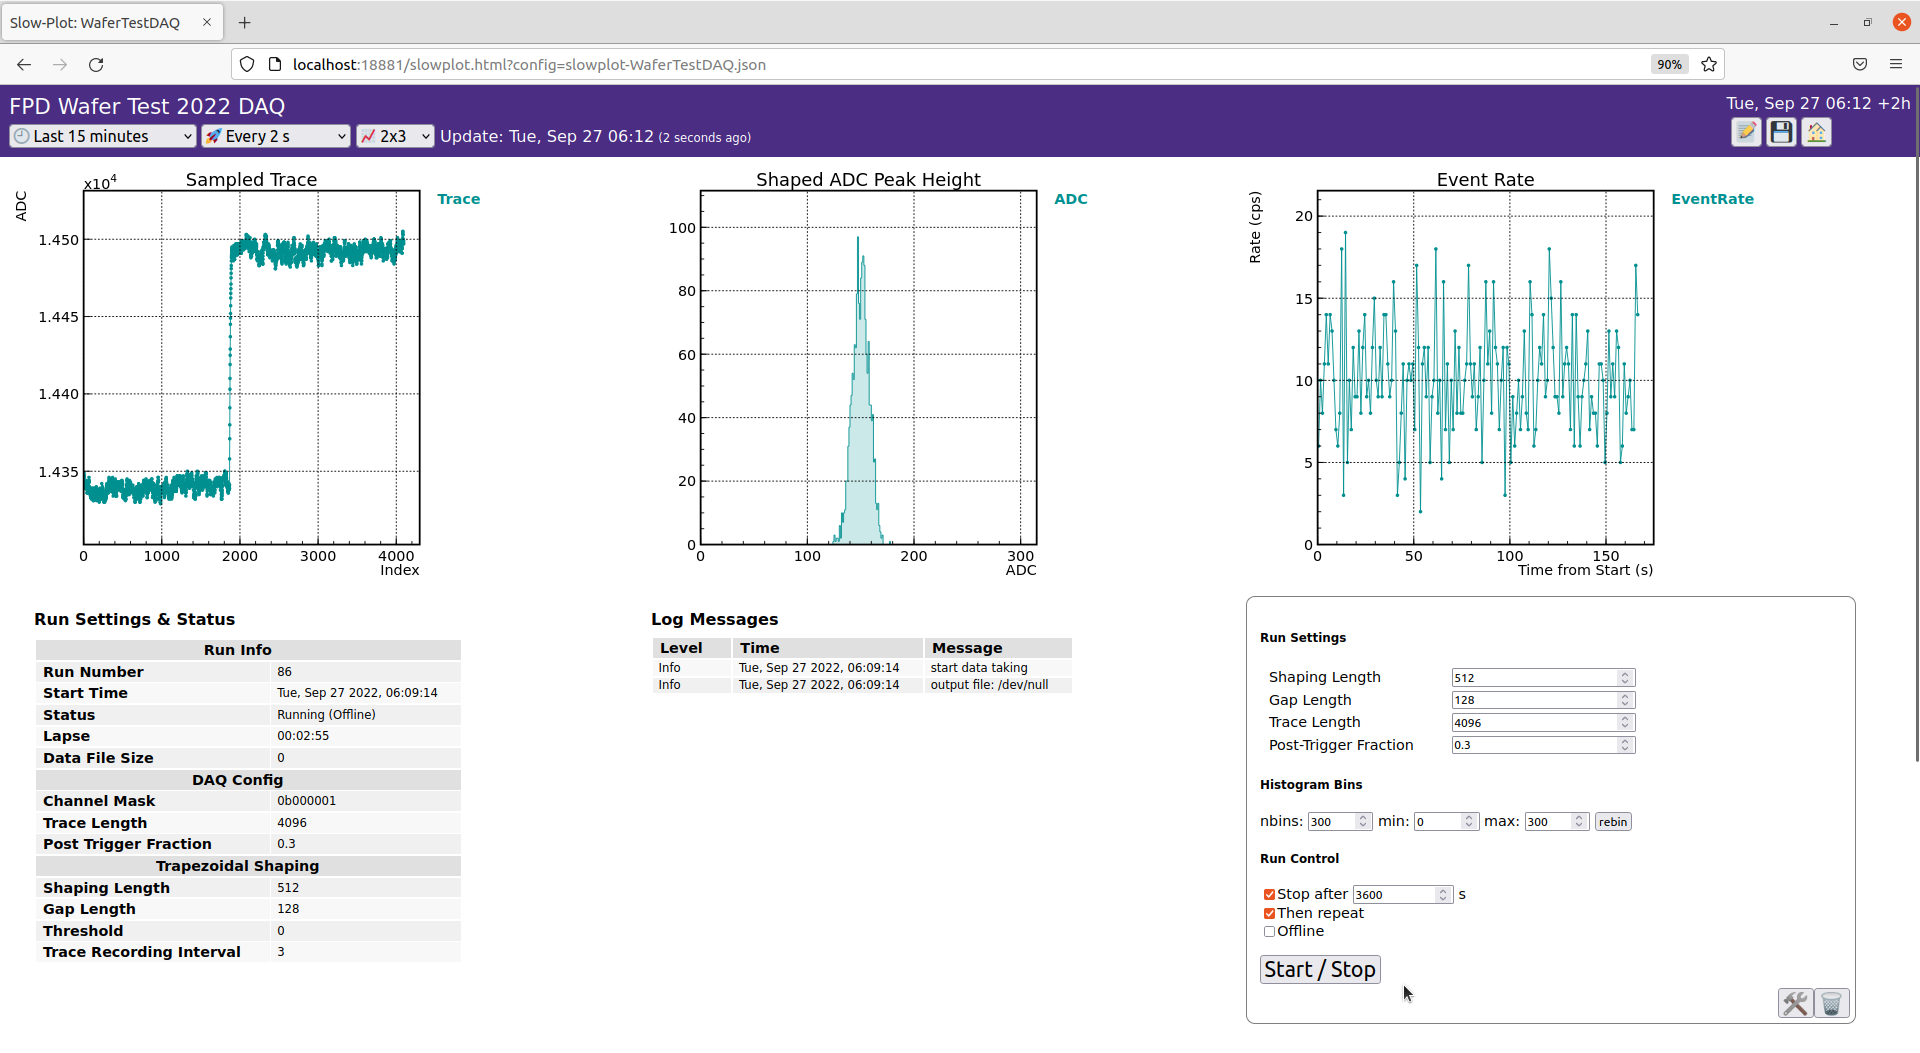 Slow-Plot: WaferTestDAQ
localhost:18881/slowplot.html?config=slowplot-WaferTestDAQ.json
90%
FPD Wafer Test 2022 DAQ
Tue, Sep 27 06:12 +2h
Last 15 minutes
Every 2 s
2x3
Update: Tue, Sep 27 06:12 (2 seconds ago)
Sampled Trace
x10^4
ADC
Trace
1.450
1.445
1.440
1.435
0 1000 2000 3000 4000
Index
Shaped ADC Peak Height
ADC
100
80
60
40
20
0
0 100 200 300
ADC
Event Rate
Rate (cps)
EventRate
20
15
10
5
0
0 50 100 150
Time from Start (s)
Run Settings & Status
Run Info
Run Number 86
Start Time Tue, Sep 27 2022, 06:09:14
Status Running (Offline)
Lapse 00:02:55
Data File Size 0
DAQ Config
Channel Mask 0b000001
Trace Length 4096
Post Trigger Fraction 0.3
Trapezoidal Shaping
Shaping Length 512
Gap Length 128
Threshold 0
Trace Recording Interval 3
Log Messages
Level Time Message
Info Tue, Sep 27 2022, 06:09:14 start data taking
Info Tue, Sep 27 2022, 06:09:14 output file: /dev/null
Run Settings
Shaping Length 512
Gap Length 128
Trace Length 4096
Post-Trigger Fraction 0.3
Histogram Bins
nbins: 300 min: 0 max: 300 rebin
Run Control
Stop after 3600 s
Then repeat
Offline
Start / Stop